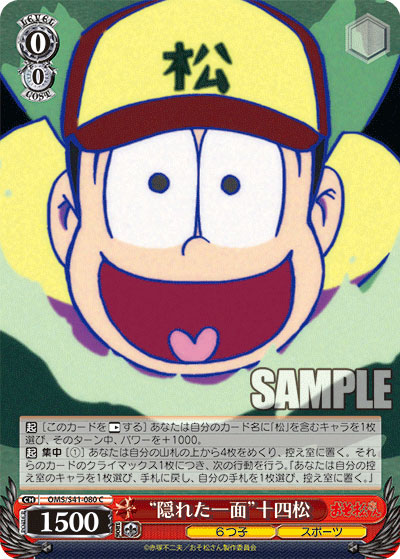 LEVEL
0
0
COST
松
SAMPLE
起 [このカードを する] あなたは自分のカード名に「松」を含むキャラを1枚
選び、そのターン中、パワーを+1000。
起 集中 [①] あなたは自分の山札の上から4枚をめくり、控え室に置く。それ
らのカードのクライマックス1枚につき、次の行動を行う。『あなたは自分の控
え室のキャラを1枚選び、手札に戻し、自分の手札を1枚選び、控え室に置く。』
CH OMS/S41-080 C
1500
“隠れた一面”十四松
おそ松さん
6つ子 スポーツ
©赤塚不二夫/おそ松さん製作委員会